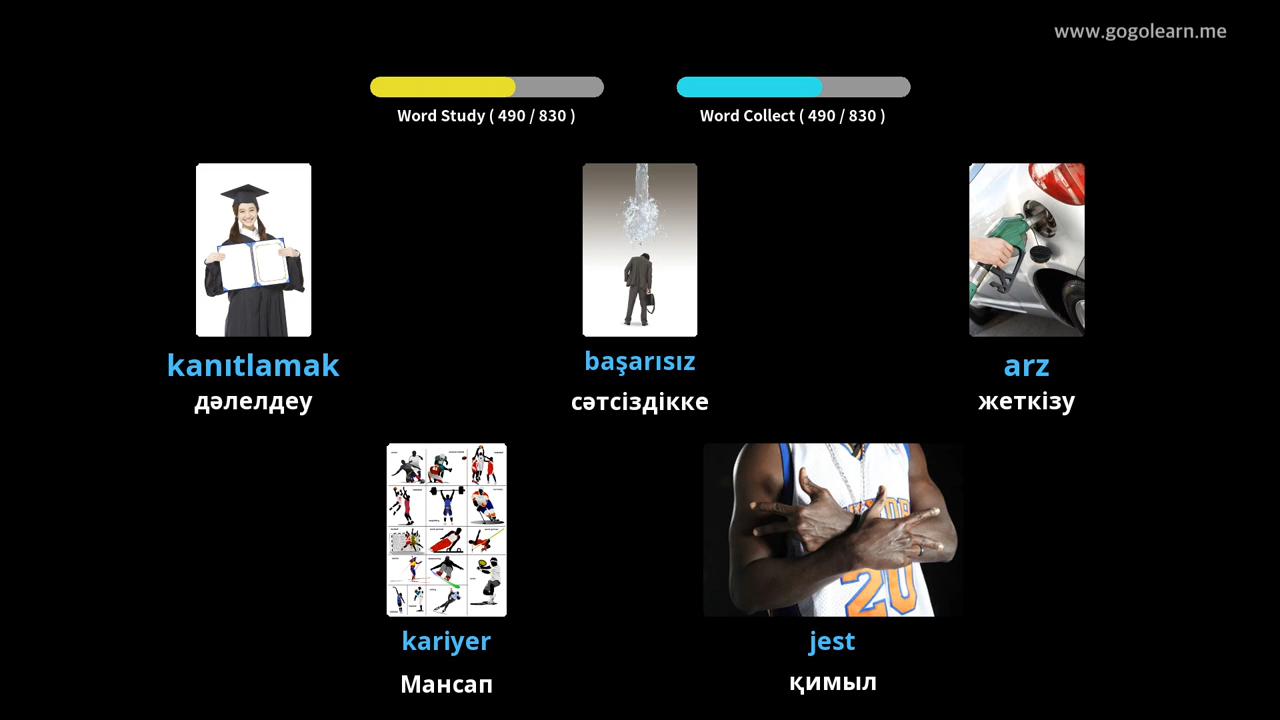 www.gogolearn.me
Word Study ( 490 / 830 )
Word Collect ( 490 / 830 )
kanıtlamak
дәлелдеу
başarısız
сәтсіздікке
arz
жеткізу
kariyer
Мансап
jest
қимыл
20